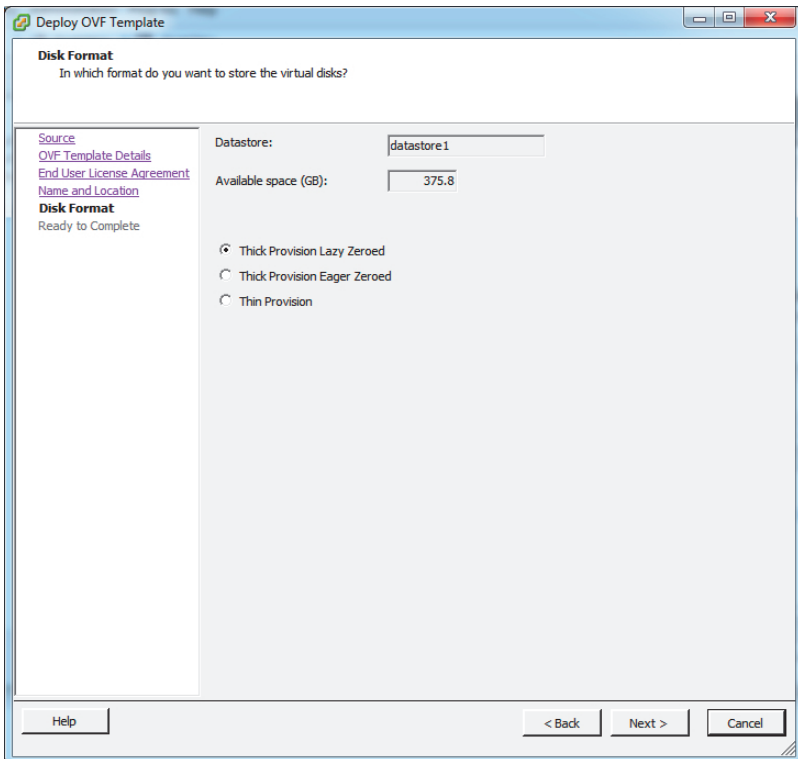 Deploy OVF Template
Disk Format
In which format do you want to store the virtual disks?
Source
OVF Template Details
End User License Agreement
Name and Location
Disk Format
Ready to Complete
Datastore:
datastore1
Available space (GB):
375.8
Thick Provision Lazy Zeroed
Thick Provision Eager Zeroed
Thin Provision
Help
< Back
Next >
Cancel